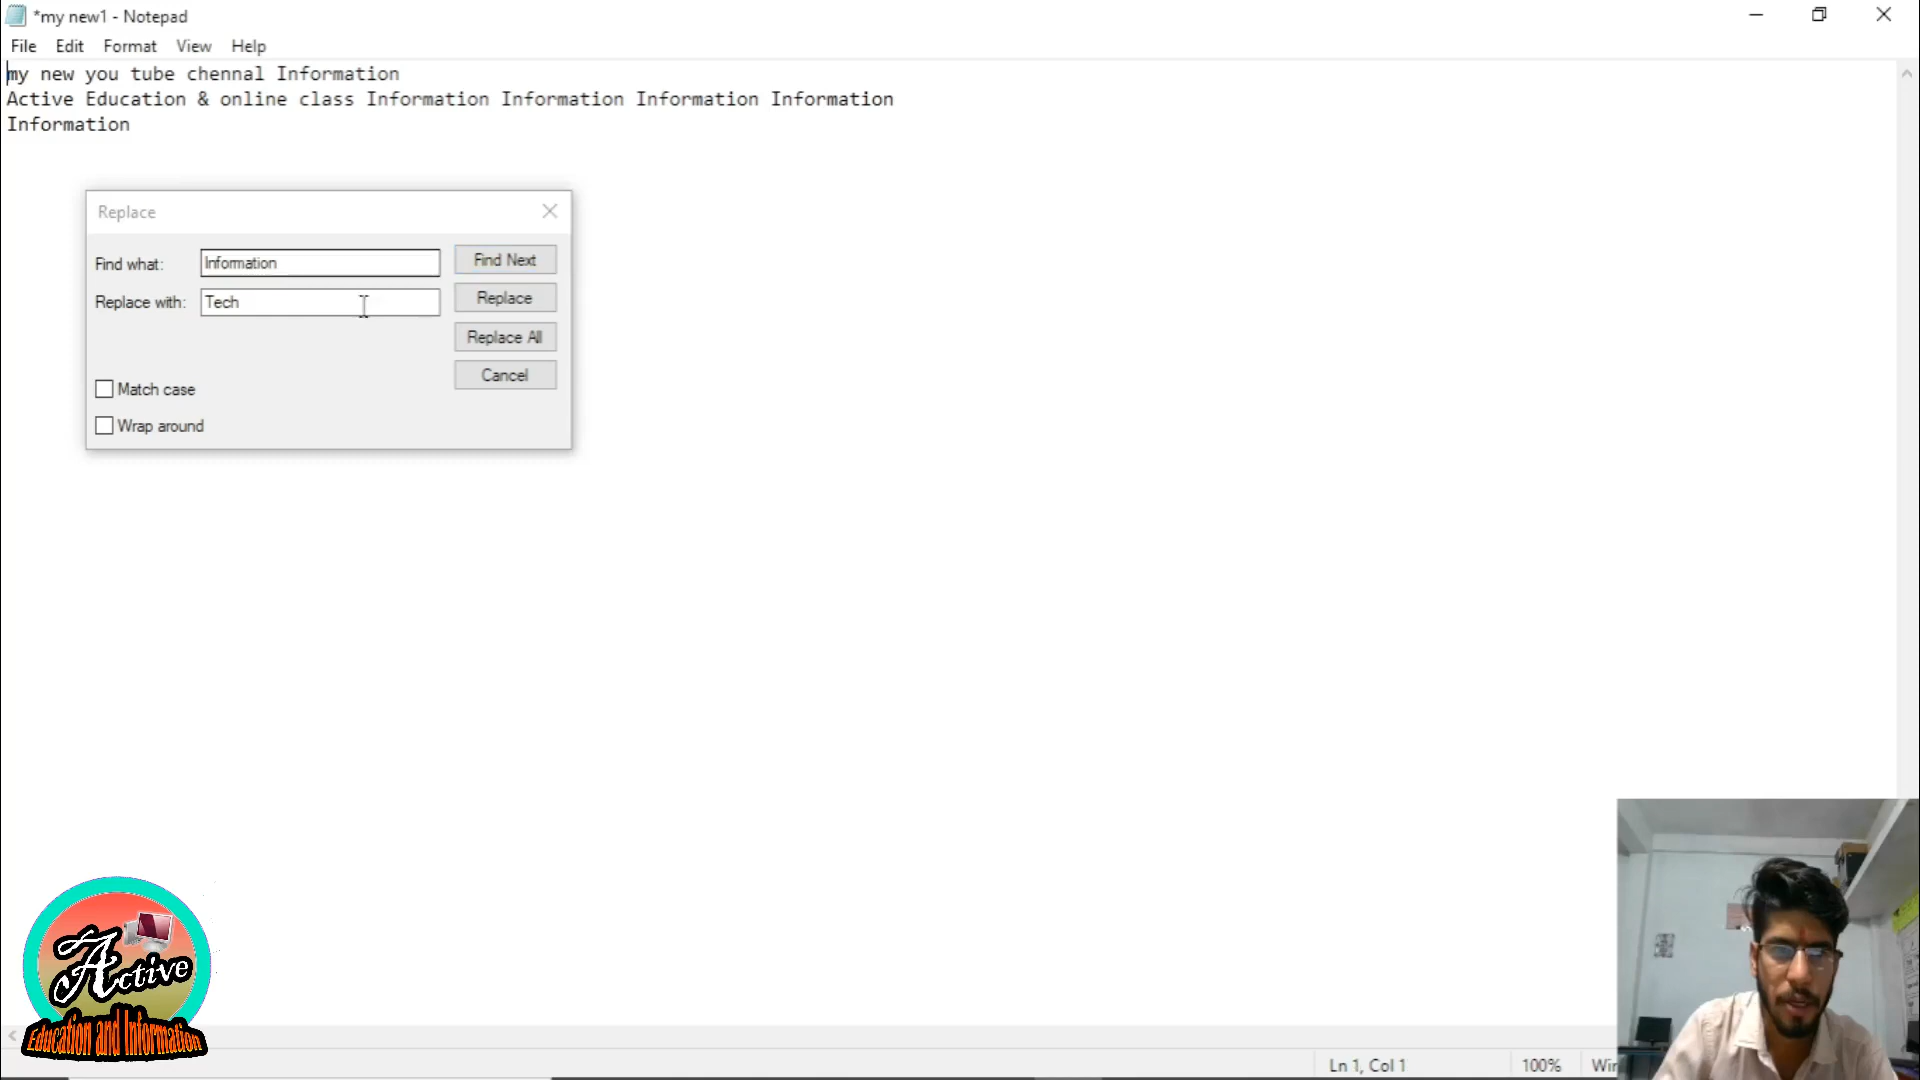 *my new1 - Notepad
File Edit Format View Help
my new you tube chennal Information
Active Education & online class Information Information Information Information
Information
Replace
Find what: Information Find Next
Replace with: Tech Replace
Replace All
Cancel
Match case
Wrap around
Active
Education and Information
Ln 1, Col 1 100% Win